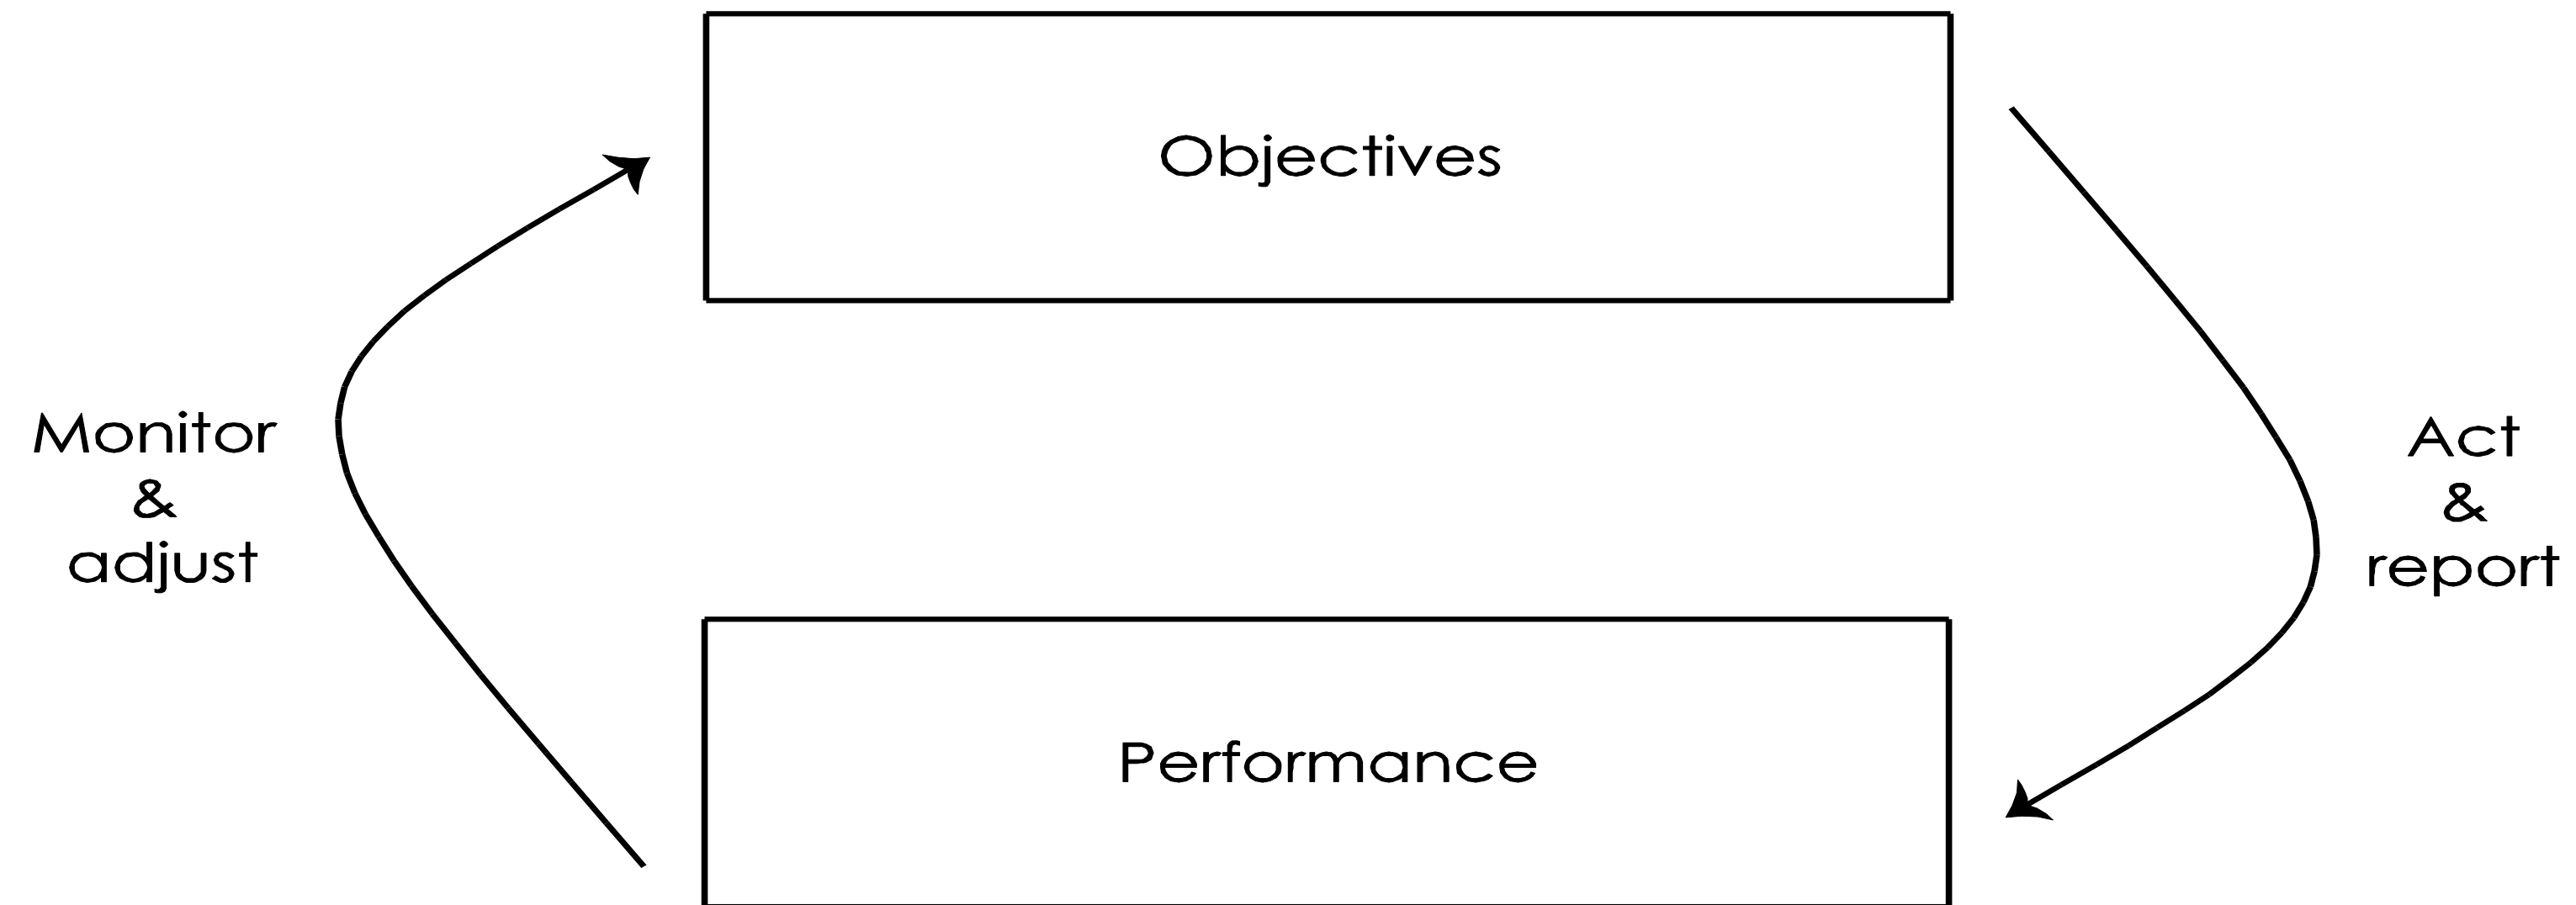 Objectives
Monitor
&
adjust
Act
&
report
Performance